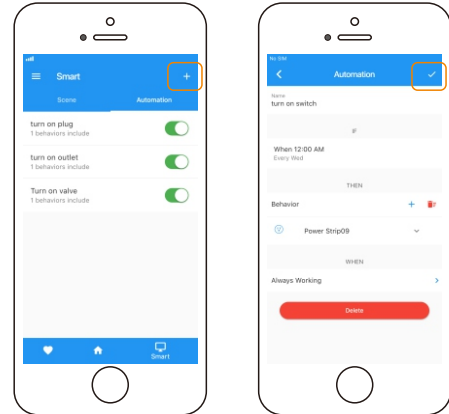 Smart
+
Scene
Automation
turn on plug
1 behaviors include
turn on outlet
1 behaviors include
Turn on valve
1 behaviors include
Smart
No SIM
Automation
Name
turn on switch
IF
When 12:00 AM
Every Wed
THEN
Behavior
+
Power Strip09
WHEN
Always Working
Delete